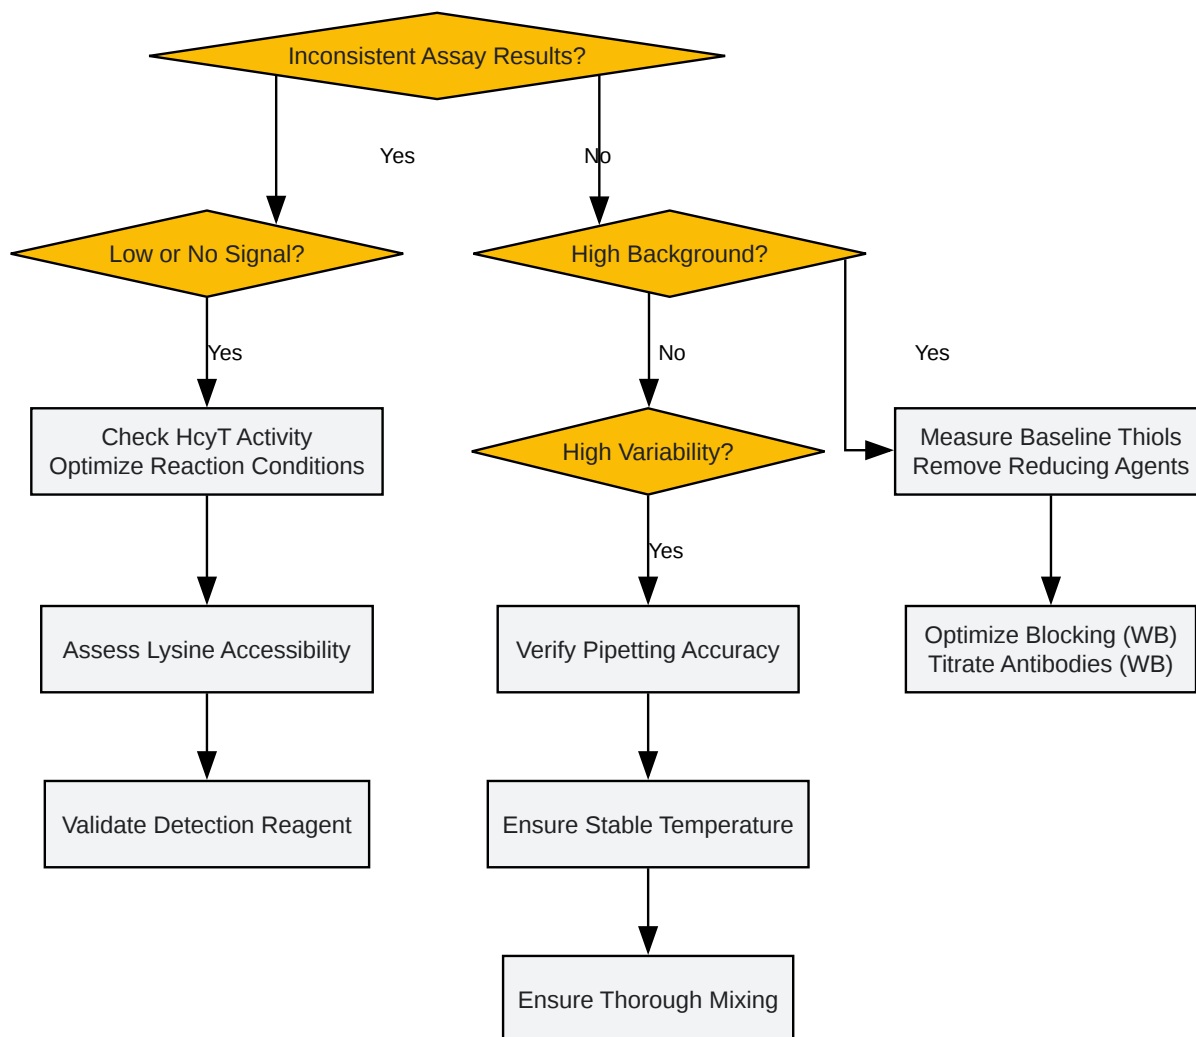 Inconsistent Assay Results?
Yes
No
Low or No Signal?
High Background?
Yes
No
Yes
Check HcyT Activity
Optimize Reaction Conditions
High Variability?
Measure Baseline Thiols
Remove Reducing Agents
Yes
Assess Lysine Accessibility
Verify Pipetting Accuracy
Optimize Blocking (WB)
Titrate Antibodies (WB)
Validate Detection Reagent
Ensure Stable Temperature
Ensure Thorough Mixing